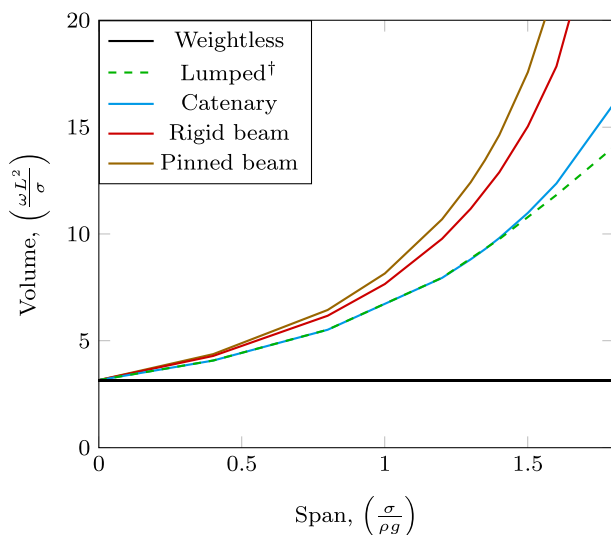 20
15
10
5
0
Volume, (ωL²/σ)
Weightless
Lumped†
Catenary
Rigid beam
Pinned beam
0 0.5 1 1.5
Span, (σ/ρg)